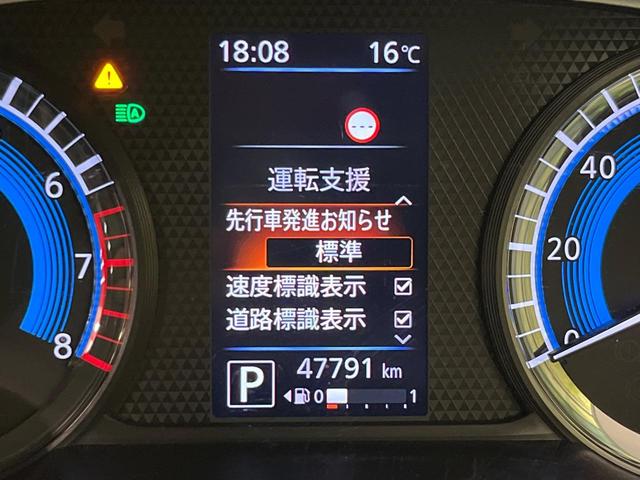 18:08 16℃
---
運転支援
先行車発進お知らせ
標準
速度標識表示
道路標識表示
P 47791 km
0 1
A
6
7
8
40
20
0